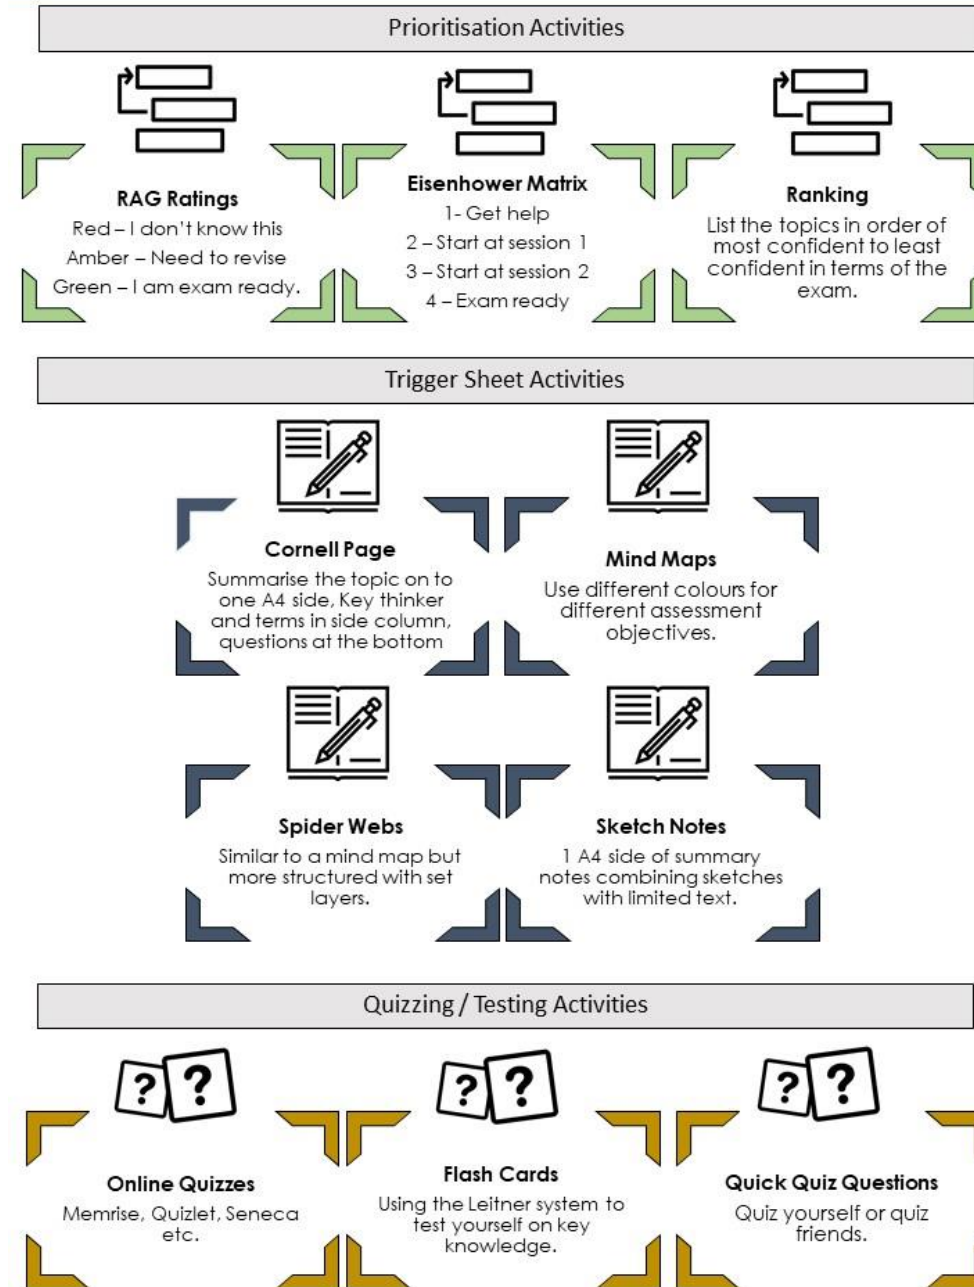 Prioritisation Activities
RAG Ratings
Red – I don't know this
Amber – Need to revise
Green – I am exam ready.
Eisenhower Matrix
1- Get help
2 – Start at session 1
3 – Start at session 2
4 – Exam ready
Ranking
List the topics in order of
most confident to least
confident in terms of the
exam.
Trigger Sheet Activities
Cornell Page
Summarise the topic on to
one A4 side, Key thinker
and terms in side column,
questions at the bottom
Mind Maps
Use different colours for
different assessment
objectives.
Spider Webs
Similar to a mind map but
more structured with set
layers.
Sketch Notes
1 A4 side of summary
notes combining sketches
with limited text.
Quizzing / Testing Activities
? ?
? ?
? ?
Online Quizzes
Memrise, Quizlet, Seneca
etc.
Flash Cards
Using the Leitner system to
test yourself on key
knowledge.
Quick Quiz Questions
Quiz yourself or quiz
friends.